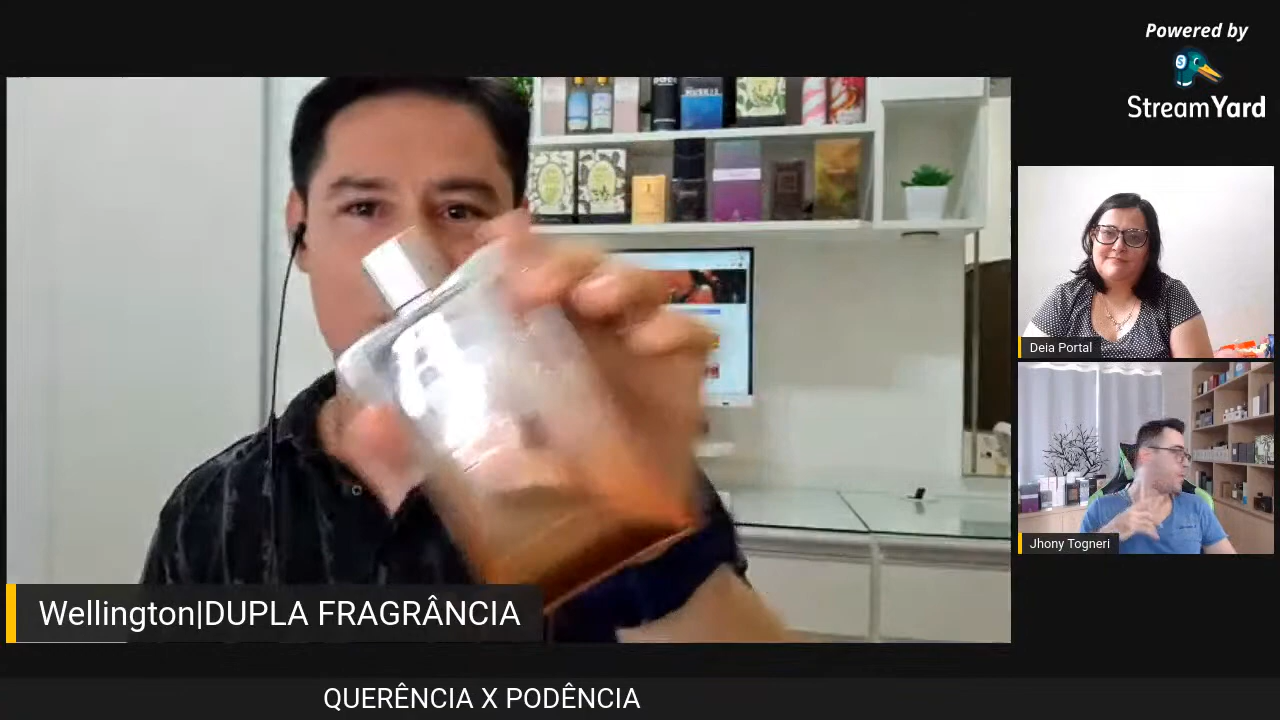 Powered by
StreamYard
Deia Portal
Jhony Togneri
Wellington|DUPLA FRAGRÂNCIA
QUERÊNCIA X PODÊNCIA